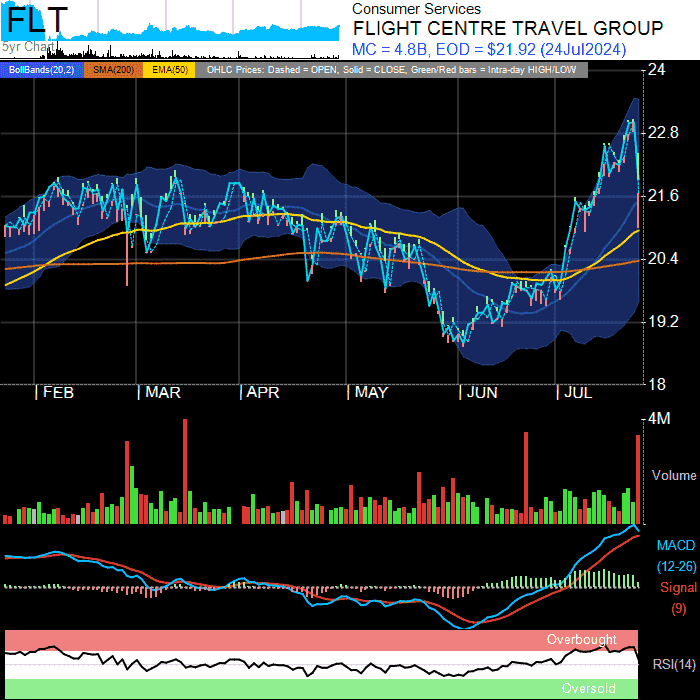 FLT
5yr Chart
Consumer Services
FLIGHT CENTRE TRAVEL GROUP
MC = 4.8B, EOD = $21.92 (24Jul2024)
BollBands(20,2) SMA(200) EMA(50) OHLC Prices: Dashed = OPEN, Solid = CLOSE, Green/Red bars = Intra-day HIGH/LOW
24
22.8
21.6
20.4
19.2
18
| FEB | MAR | APR | MAY | JUN | JUL
4M
Volume
MACD
(12-26)
Signal
(9)
Overbought
RSI(14)
Oversold